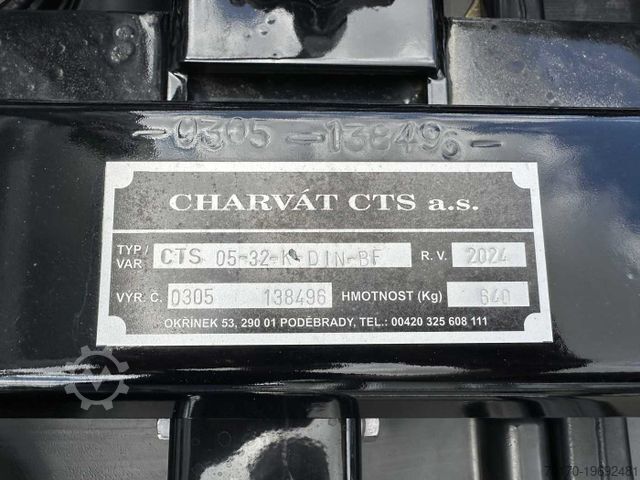 -0305 -138496-
CHARVÁT CTS a.s.
TYP / VAR CTS 05-32-K DIN-BF R. V. 2024
VÝR. Č. 0305 138496 HMOTNOST (Kg) 640
OKŘÍNEK 53, 290 01 PODĚBRADY, TEL.: 00420 325 608 111